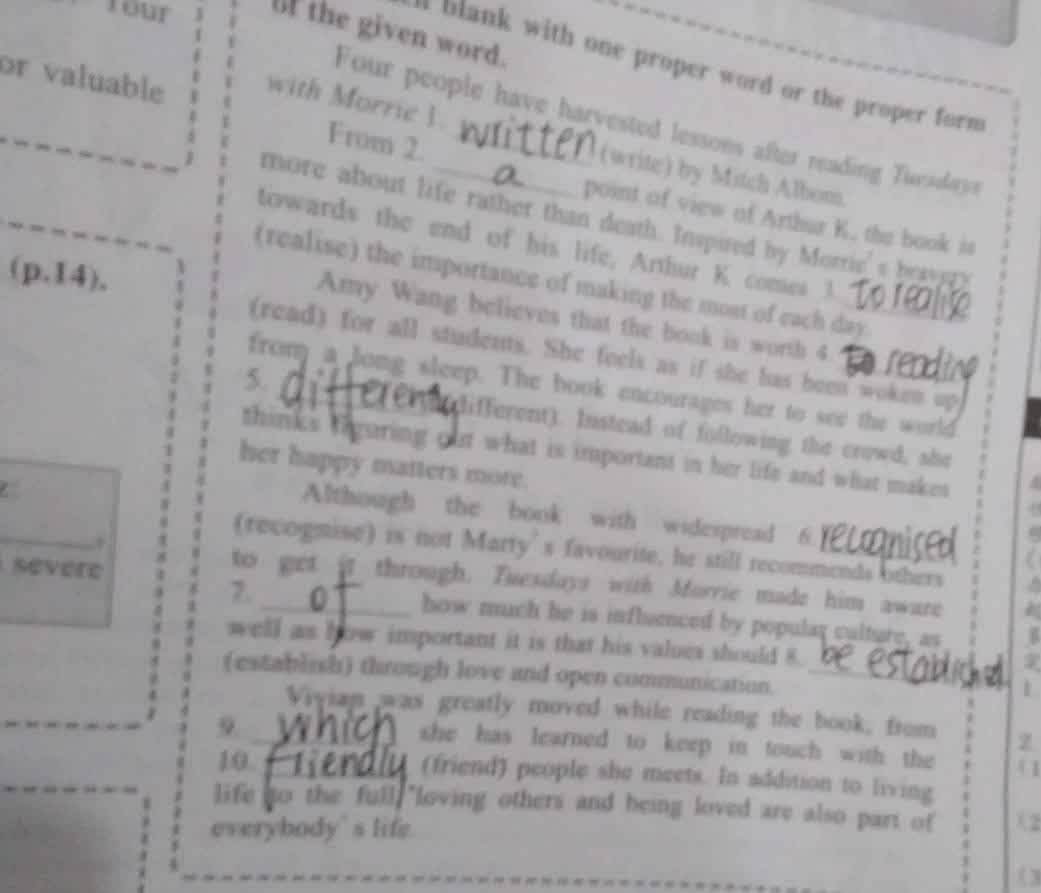 Your
or valuable
(p.14).
severe
blank with one proper word or the proper form
of the given word.
Four people have harvested lessons after reading Tuesdays
with Morrie 1. written (write) by Mitch Albom.
From 2. a point of view of Arthur K, the book is
more about life rather than death. Inspired by Morrie's bravery
towards the end of his life, Arthur K comes 3. to realise
(realise) the importance of making the most of each day.
Amy Wang believes that the book is worth 4. reading
(read) for all students. She feels as if she has been woken up
from a long sleep. The book encourages her to see the world
5. differently (different). Instead of following the crowd, she
thinks figuring out what is important in her life and what makes
her happy matters more.
Although the book with widespread 6. recognised
(recognise) is not Marty's favourite, he still recommends others
to get it through. Tuesdays with Morrie made him aware
7. of how much he is influenced by popular culture, as
well as how important it is that his values should 8. be established
(establish) through love and open communication.
Vivian was greatly moved while reading the book, from
9. which she has learned to keep in touch with the
10. friendly (friend) people she meets. In addition to living
life to the full, loving others and being loved are also part of
everybody's life.